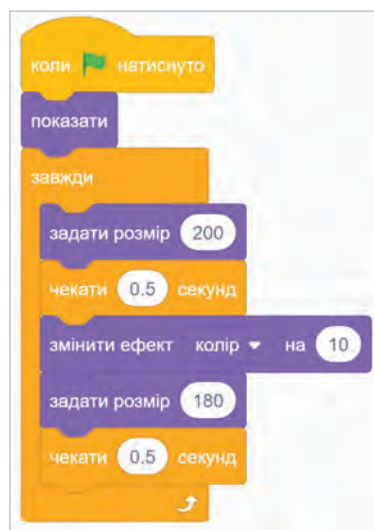 коли натиснуто
показати
завжди
задати розмір 200
чекати 0.5 секунд
змінити ефект колір на 10
задати розмір 180
чекати 0.5 секунд